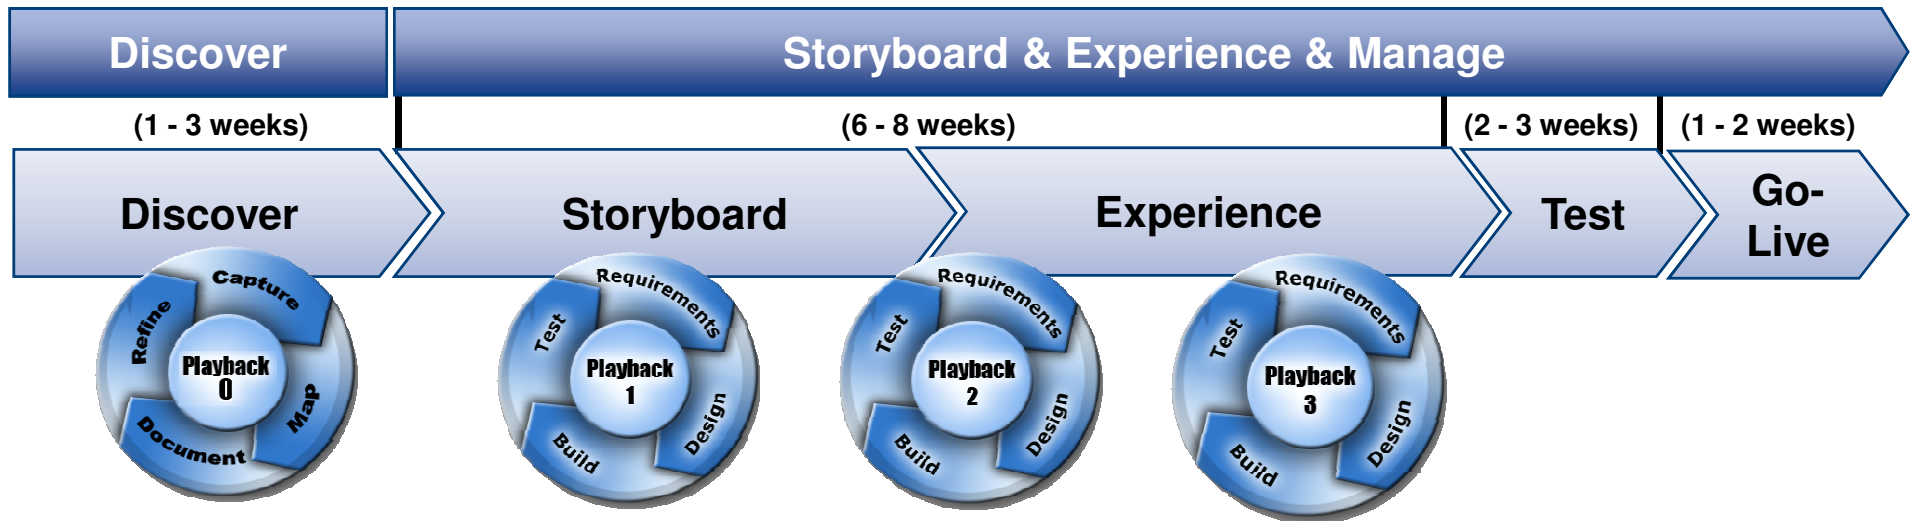 Discover
Storyboard & Experience & Manage
(1 - 3 weeks)
(6 - 8 weeks)
(2 - 3 weeks)
(1 - 2 weeks)
Discover
Storyboard
Experience
Test
Go-
Live
Capture
Map
Document
Refine
Playback
0
Requirements
Design
Build
Test
Playback
1
Requirements
Design
Build
Test
Playback
2
Requirements
Design
Build
Test
Playback
3